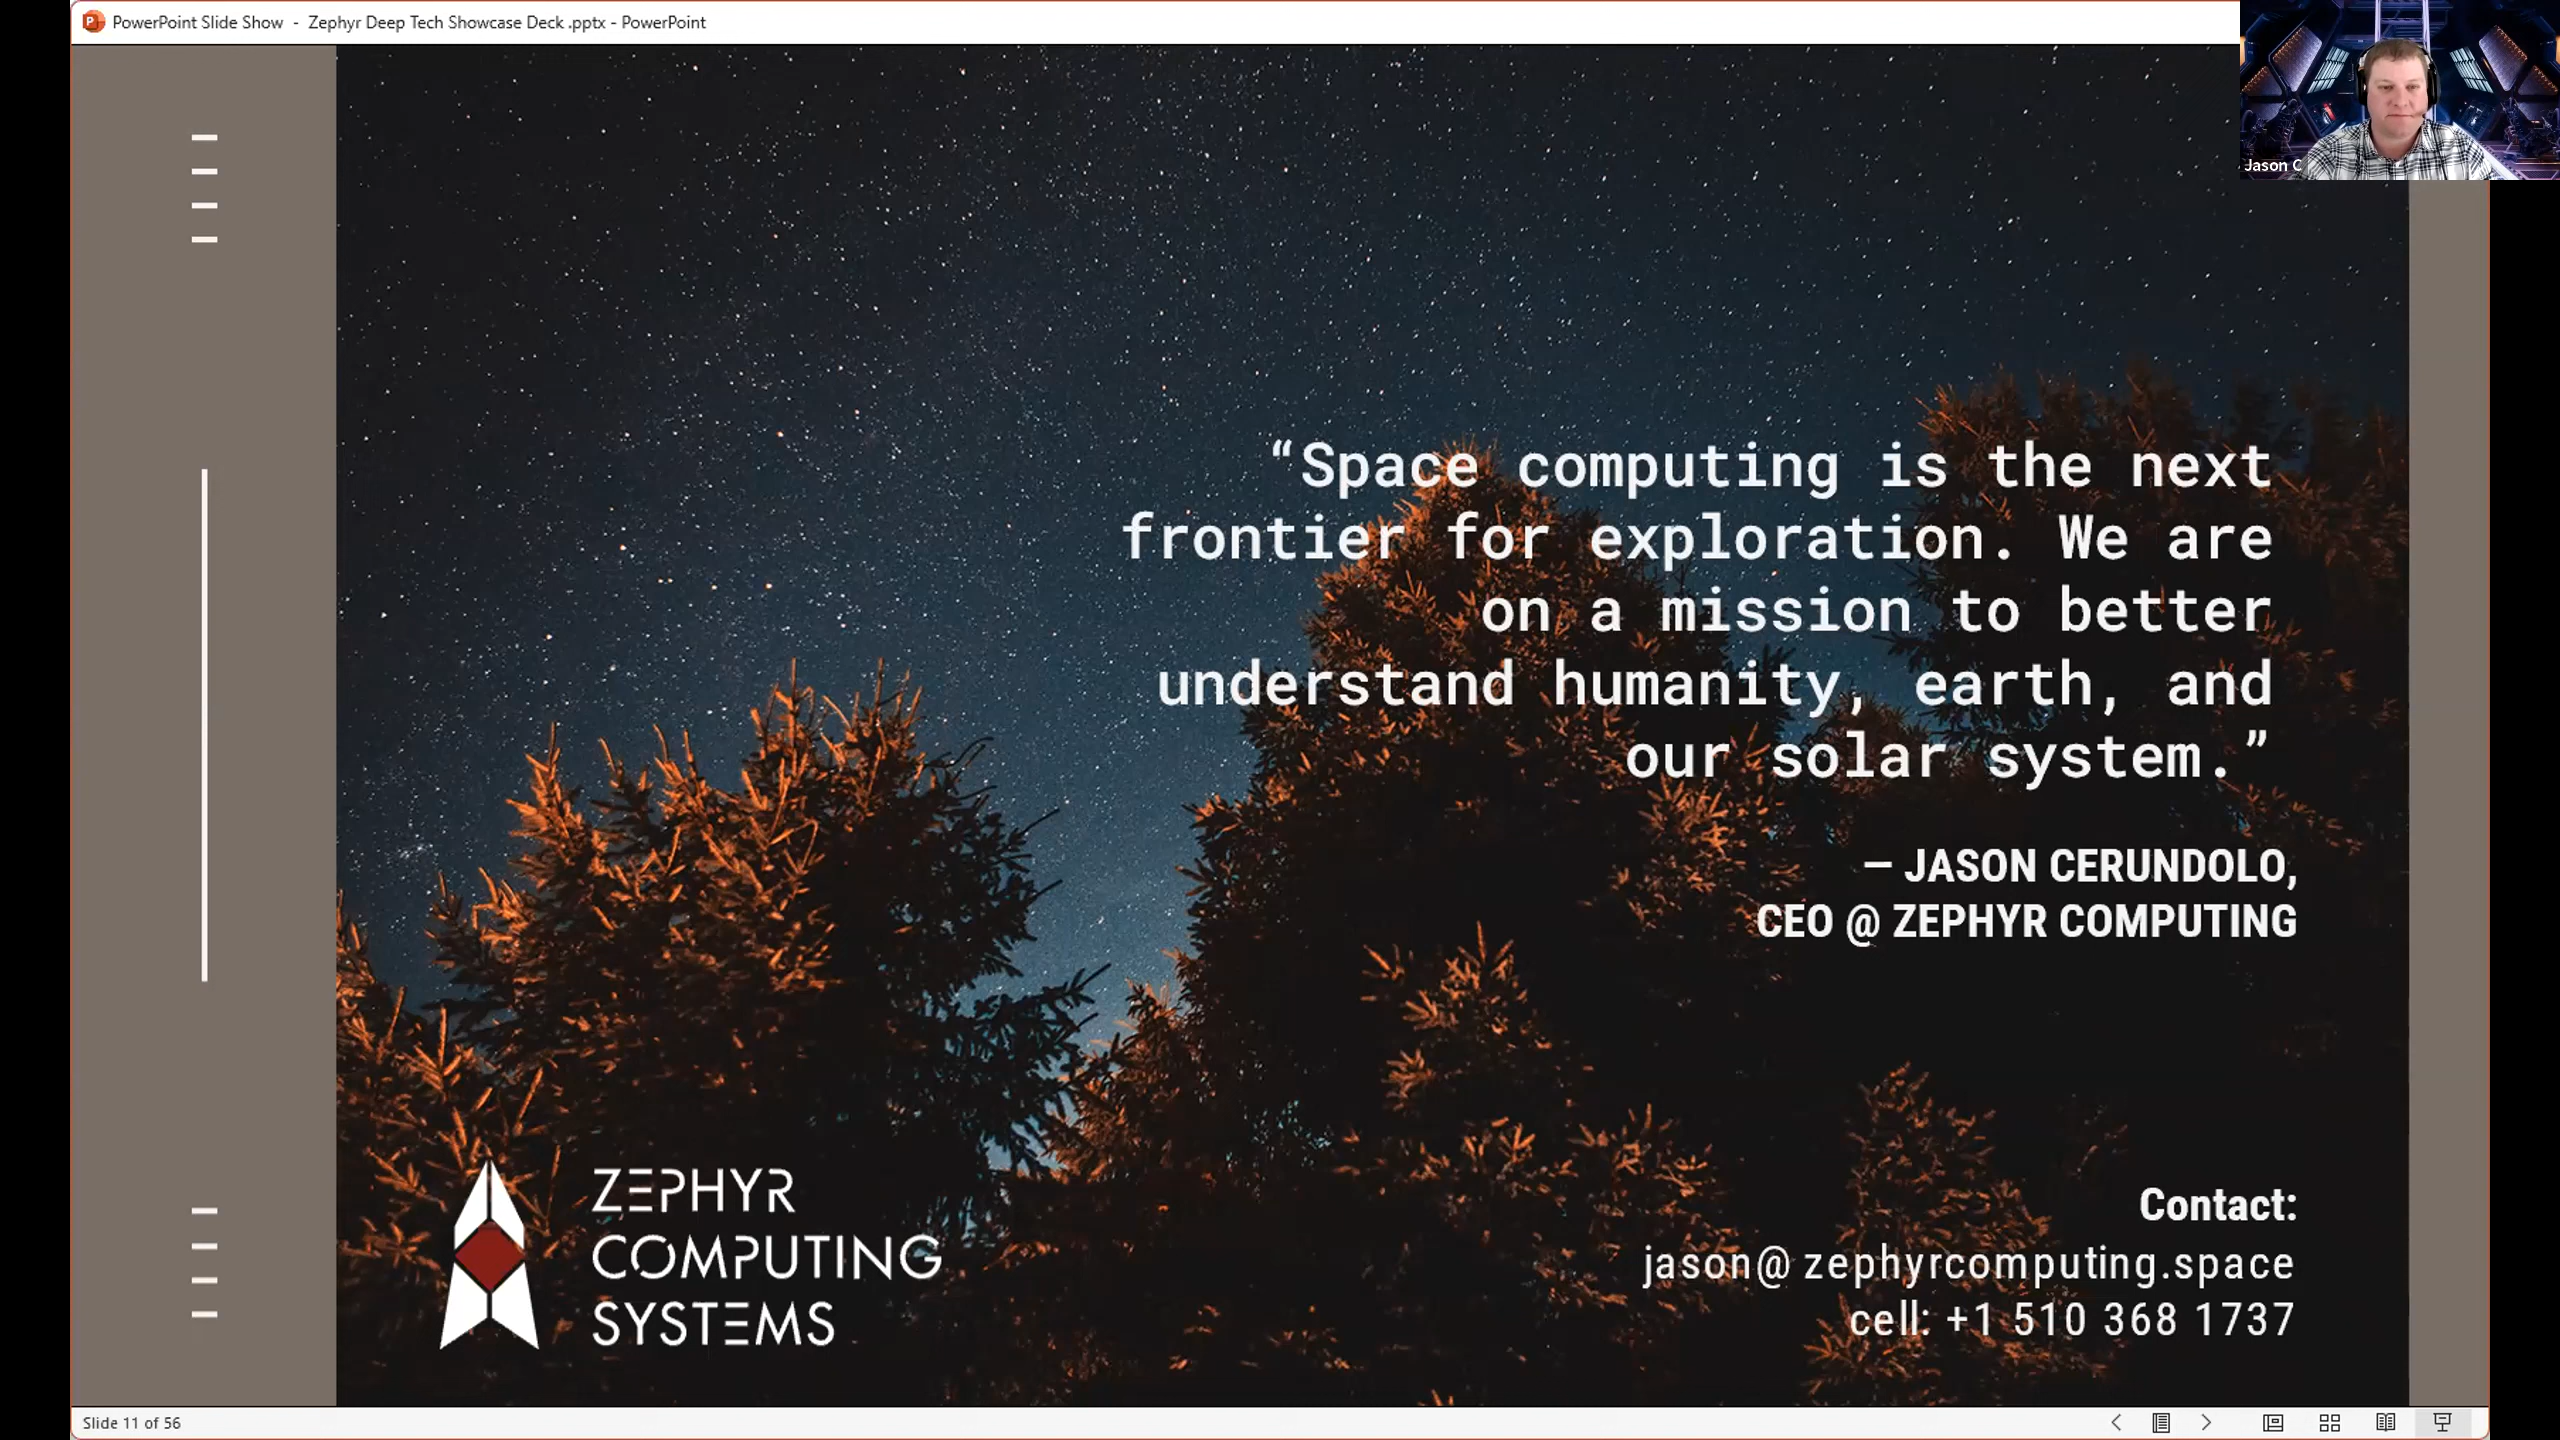 PowerPoint Slide Show - Zephyr Deep Tech Showcase Deck .pptx - PowerPoint
Jason C
“Space computing is the next
frontier for exploration. We are
on a mission to better
understand humanity, earth, and
our solar system.”
– JASON CERUNDOLO,
CEO @ ZEPHYR COMPUTING
ZEPHYR
COMPUTING
SYSTEMS
Contact:
jason@ zephyrcomputing.space
cell: +1 510 368 1737
Slide 11 of 56